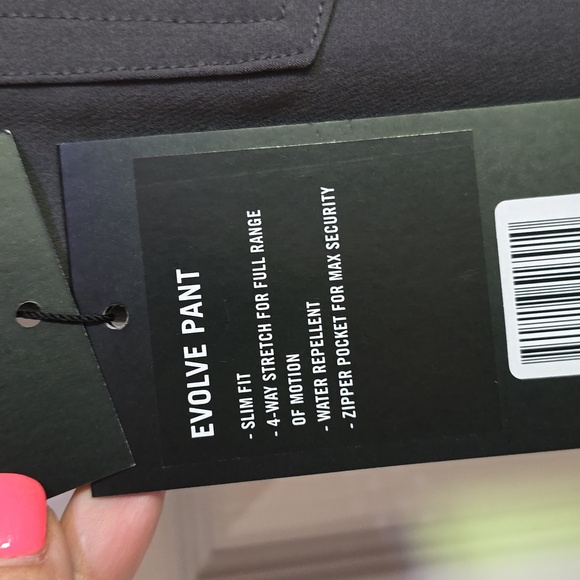 EVOLVE PANT
- SLIM FIT
- 4-WAY STRETCH FOR FULL RANGE
OF MOTION
- WATER REPELLENT
- ZIPPER POCKET FOR MAX SECURITY